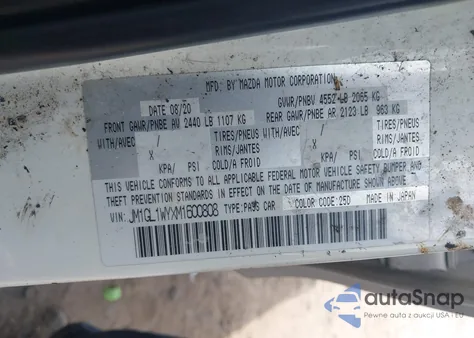 MFD. BY MAZDA MOTOR CORPORATION
DATE 08/20 GVWR/PNBV 4552 LB 2065 KG
FRONT GAWR/PNBE AV 2440 LB 1107 KG REAR GAWR/PNBE AR 2123 LB 963 KG
WITH/AVEC / TIRES/PNEUS WITH/AVEC / TIRES/PNEUS
X RIMS/JANTES X RIMS/JANTES
KPA/ PSI COLD/A FROID KPA/ PSI COLD/A FROID
THIS VEHICLE CONFORMS TO ALL APPLICABLE FEDERAL MOTOR VEHICLE SAFETY BUMPER AND
THEFT PREVENTION STANDARDS IN EFFECT ON THE DATE OF MANUFACTURE SHOWN ABOVE.
VIN: JM1GL1WYXM1600808 TYPE:PASS CAR COLOR CODE:25D MADE IN JAPAN
autoSnap
Pewne auta z USA i EU